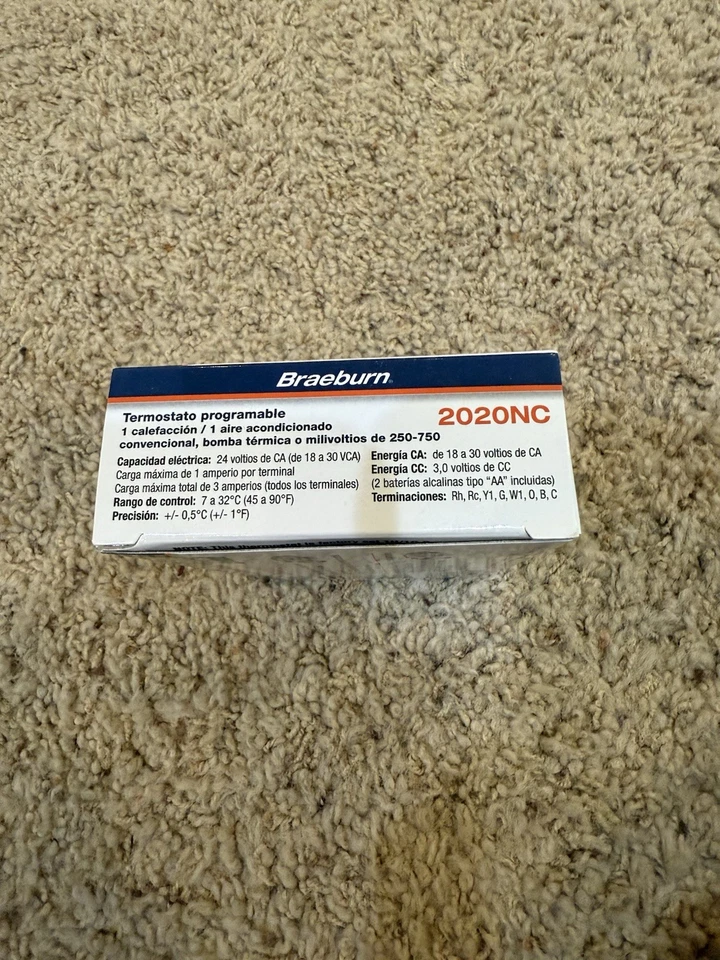 Braeburn
Termostato programable
2020NC
1 calefacción / 1 aire acondicionado
convencional, bomba térmica o milivoltios de 250-750
Capacidad eléctrica: 24 voltios de CA (de 18 a 30 VCA)
Carga máxima de 1 amperio por terminal
Carga máxima total de 3 amperios (todos los terminales)
Rango de control: 7 a 32°C (45 a 90°F)
Precisión: +/- 0,5°C (+/- 1°F)
Energía CA: de 18 a 30 voltios de CA
Energía CC: 3,0 voltios de CC
(2 baterías alcalinas tipo “AA” incluidas)
Terminaciones: Rh, Rc, Y1, G, W1, O, B, C
NOTE: This thermostat is